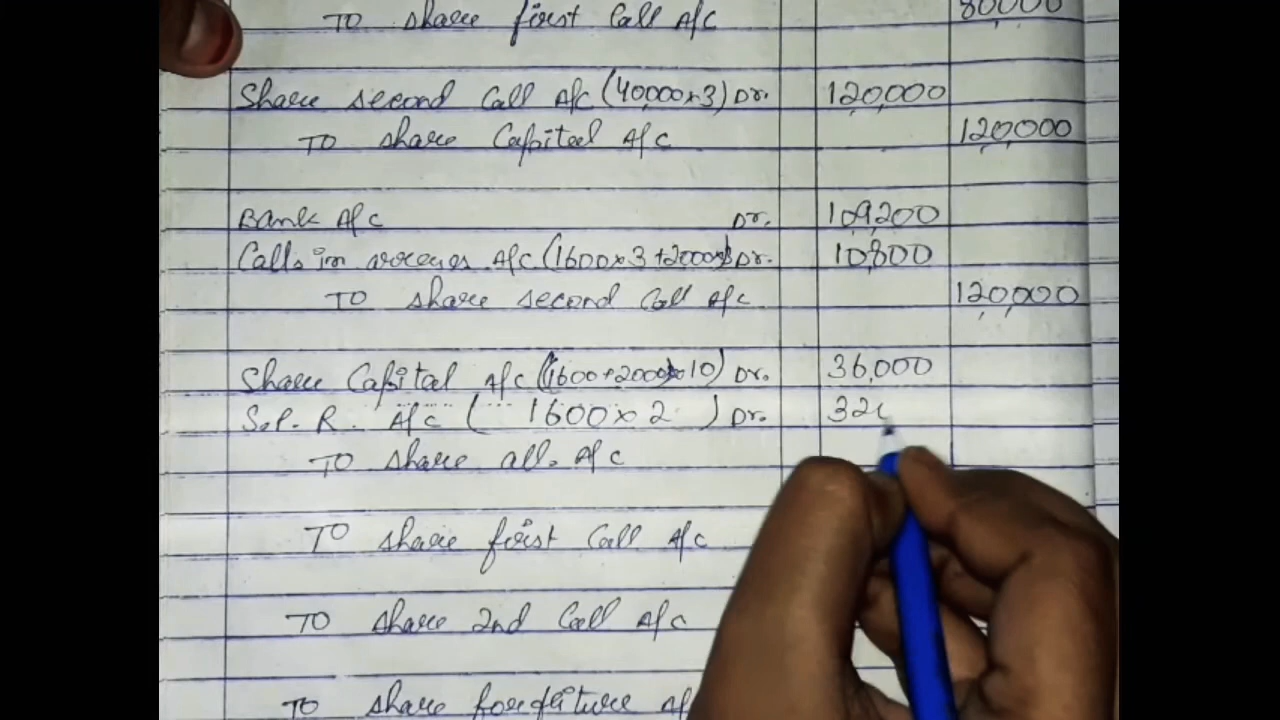 TO share first Call A/C 80000
Share second Call A/C (40,000×3) Dr. 120,000
TO share Capital A/C 120000
Bank A/C Dr. 109,200
Calls in arrears A/C (1600×3+2000×3) Dr. 10,800
TO share second Call A/C 120,000
Share Capital A/C (1600+2000)×10) Dr. 36,000
S.P. R. A/C ( 1600×2 ) Dr. 320
TO share all. A/C
TO share first Call A/C
TO share 2nd Call A/C
TO share forfeiture A/